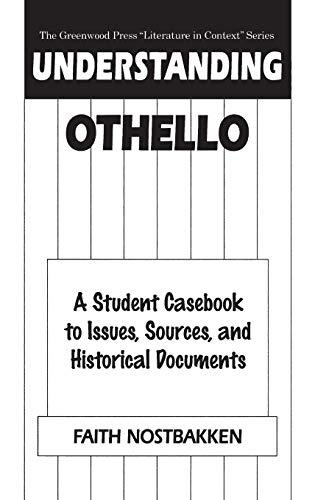 The Greenwood Press “Literature in Context” Series
UNDERSTANDING
OTHELLO
A Student Casebook
to Issues, Sources, and
Historical Documents
FAITH NOSTBAKKEN